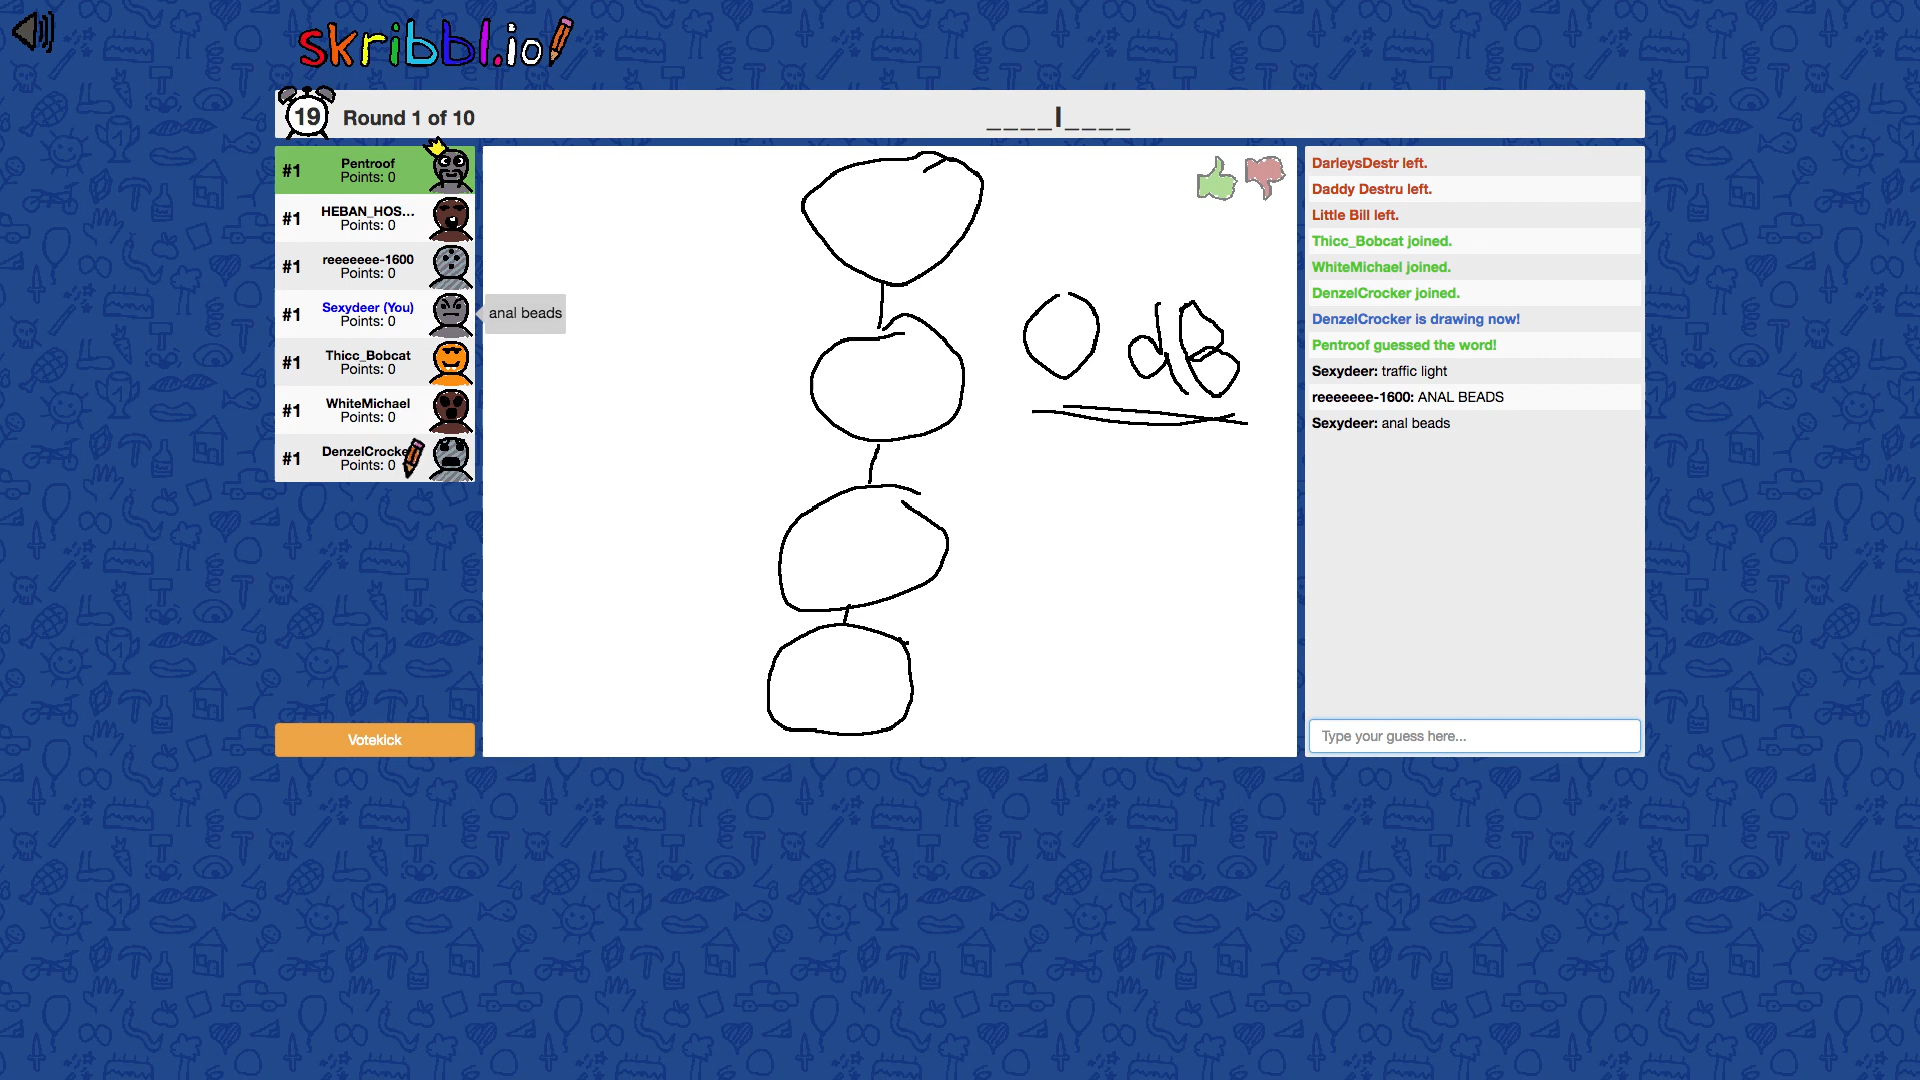 skribbl.io
19
Round 1 of 10
_ _ _ _ l _ _ _ _
#1
Pentroof
Points: 0
#1
HEBAN_HOS...
Points: 0
#1
reeeeeee-1600
Points: 0
#1
Sexydeer (You)
Points: 0
#1
Thicc_Bobcat
Points: 0
#1
WhiteMichael
Points: 0
#1
DenzelCrocke
Points: 0
Votekick
anal beads
DarleysDestr left.
Daddy Destru left.
Little Bill left.
Thicc_Bobcat joined.
WhiteMichael joined.
DenzelCrocker joined.
DenzelCrocker is drawing now!
Pentroof guessed the word!
Sexydeer: traffic light
reeeeeee-1600: ANAL BEADS
Sexydeer: anal beads
Type your guess here...